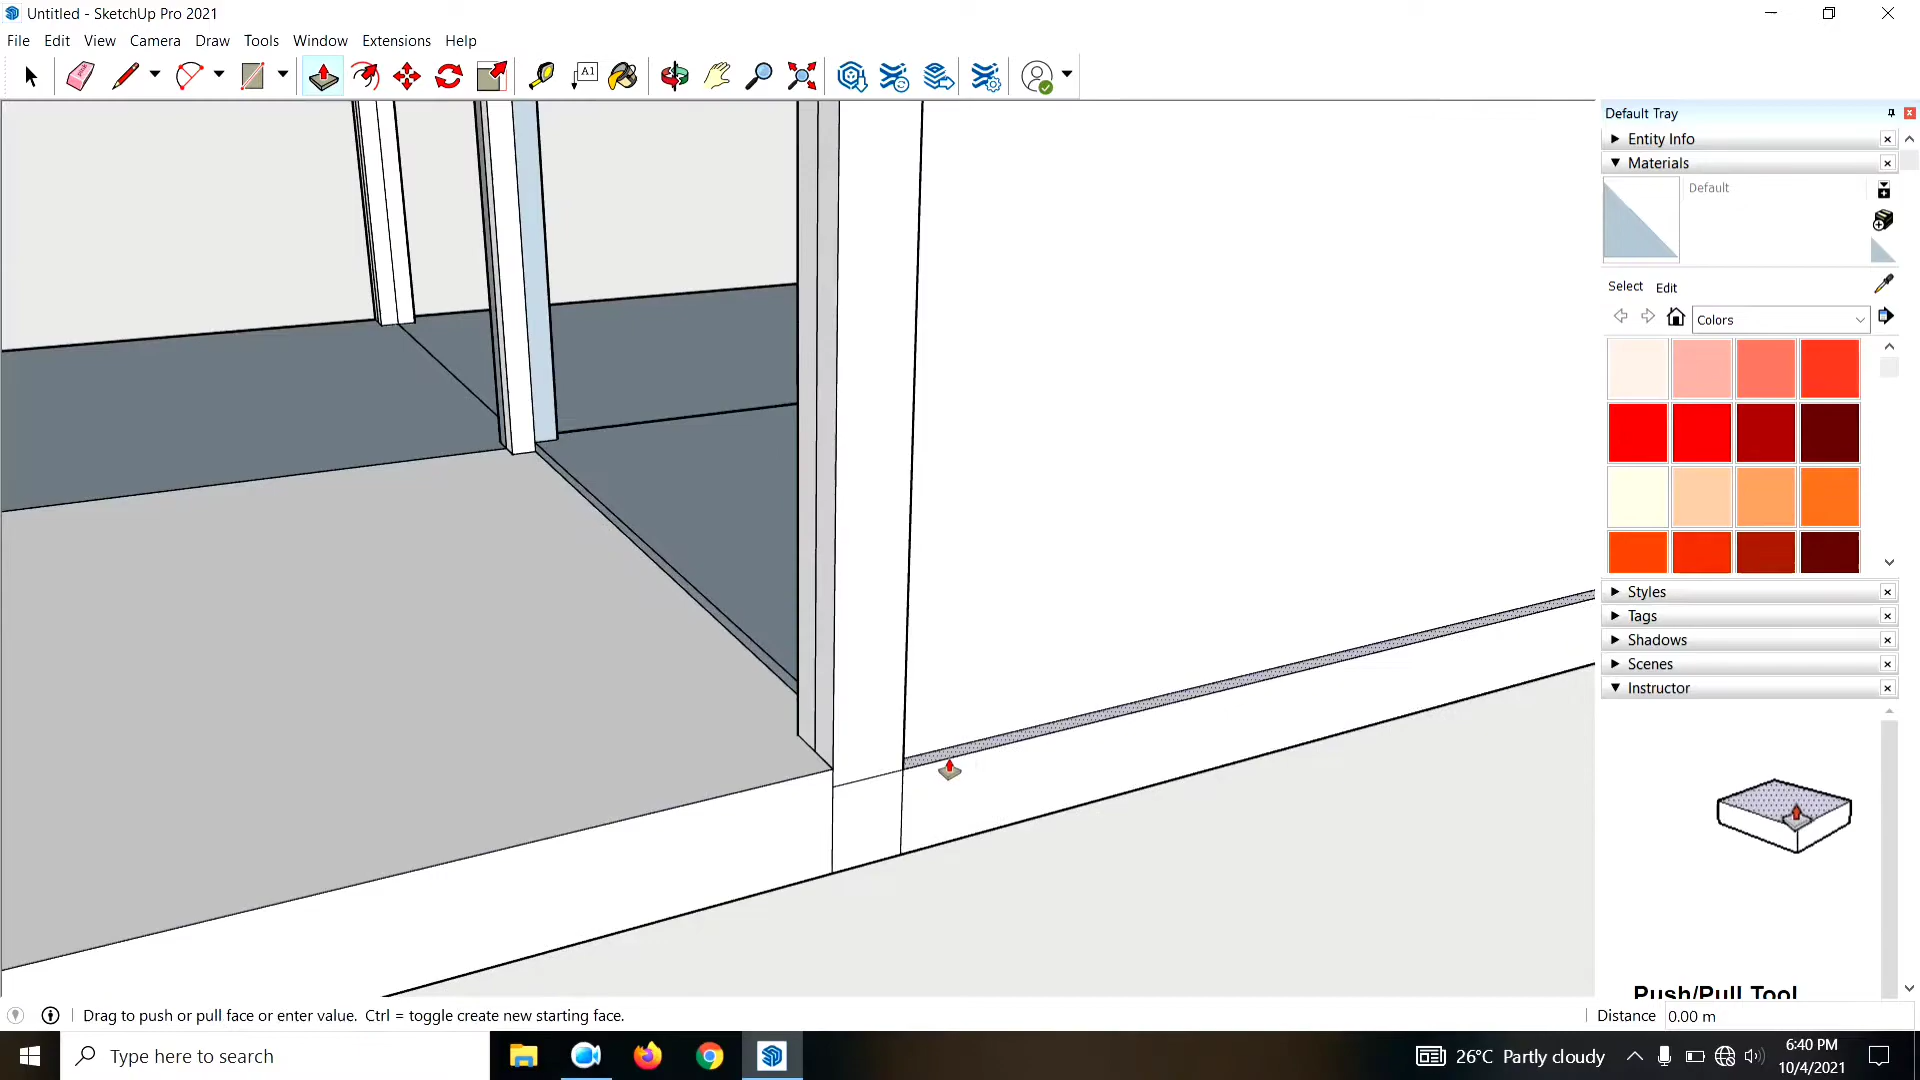 Untitled - SketchUp Pro 2021
File Edit View Camera Draw Tools Window Extensions Help
A1
Default Tray
Entity Info
Materials
Default
Select Edit
Colors
Styles
Tags
Shadows
Scenes
Instructor
Push/Pull Tool
Drag to push or pull face or enter value. Ctrl = toggle create new starting face.
Distance 0.00 m
Type here to search
26°C Partly cloudy
6:40 PM
10/4/2021